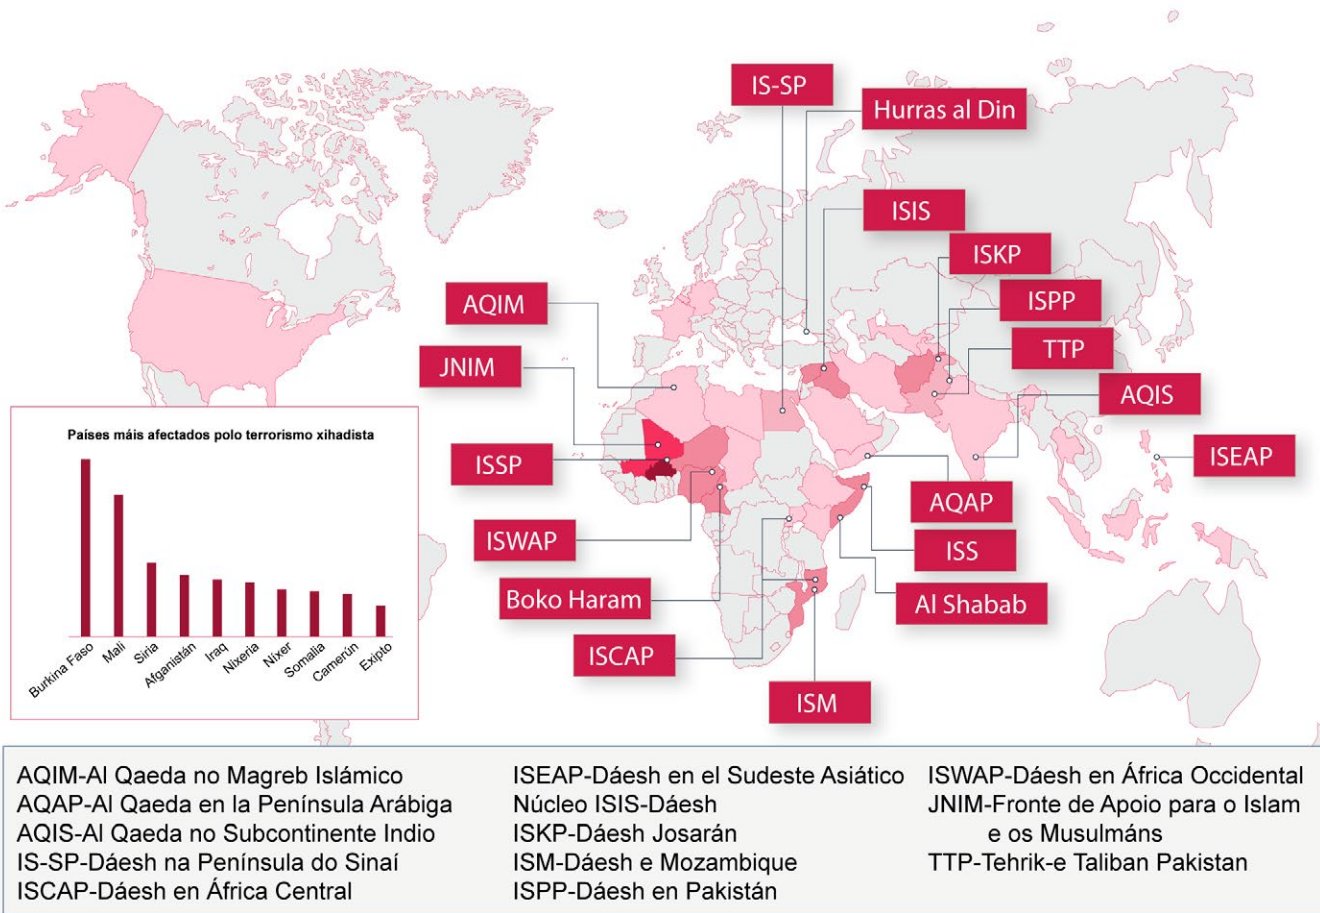 IS-SP
Hurras al Din
ISIS
ISKP
AQIM
ISPP
TTP
JNIM
AQIS
Países máis afectados polo terrorismo xihadista
ISSP
ISEAP
AQAP
ISWAP
ISS
Boko Haram
Al Shabab
ISCAP
ISM
Burkina Faso
Mali
Siria
Afganistán
Iraq
Nixeria
Níxer
Somalia
Camerún
Exipto
AQIM-Al Qaeda no Magreb Islámico
AQAP-Al Qaeda en la Península Arábiga
AQIS-Al Qaeda no Subcontinente Indio
IS-SP-Dáesh na Península do Sinaí
ISCAP-Dáesh en África Central
ISEAP-Dáesh en el Sudeste Asiático
Núcleo ISIS-Dáesh
ISKP-Dáesh Josarán
ISM-Dáesh e Mozambique
ISPP-Dáesh en Pakistán
ISWAP-Dáesh en África Occidental
JNIM-Fronte de Apoio para o Islam
e os Musulmáns
TTP-Tehrik-e Taliban Pakistan